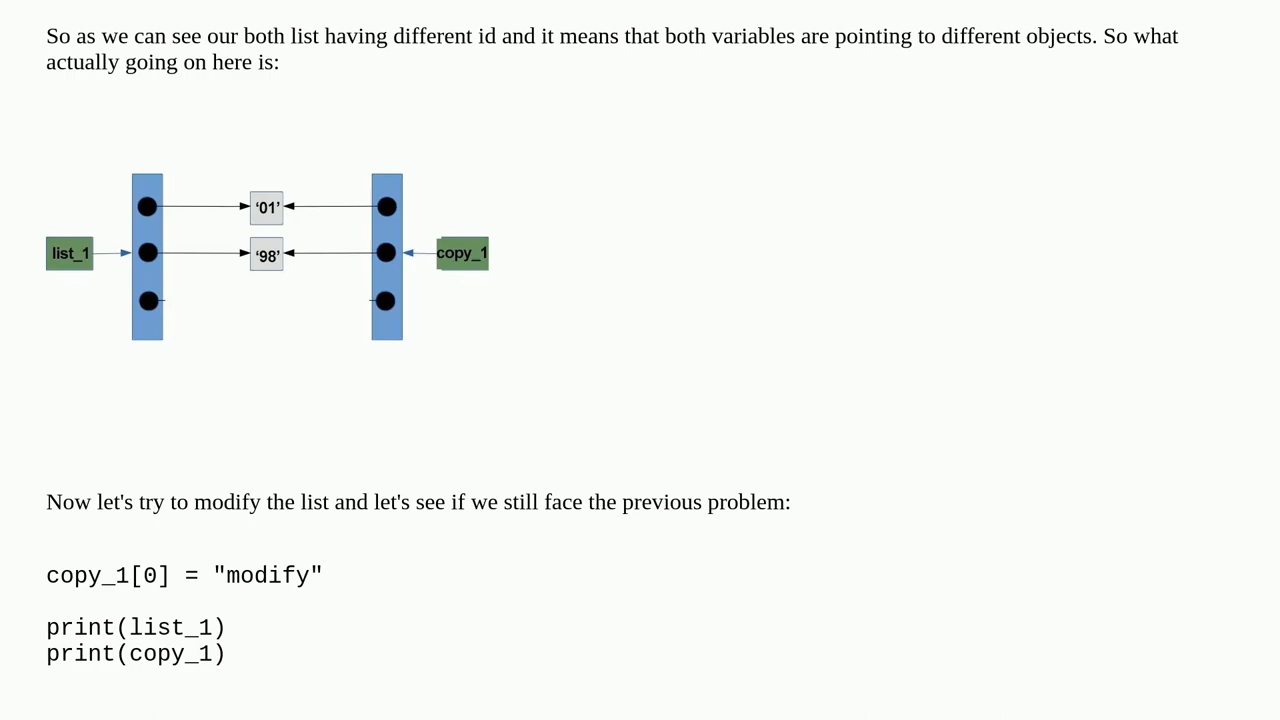 So as we can see our both list having different id and it means that both variables are pointing to different objects. So what
actually going on here is:
‘01’
list_1
‘98’
copy_1
Now let's try to modify the list and let's see if we still face the previous problem:
copy_1[0] = "modify"
print(list_1)
print(copy_1)